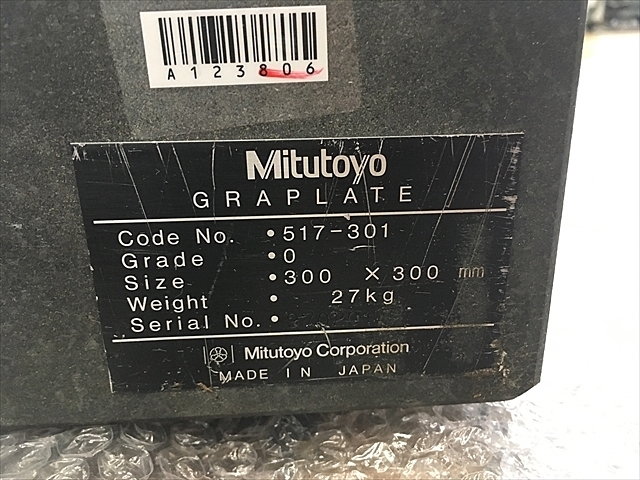 A123806
Mitutoyo
GRAPLATE
Code No. • 517-301
Grade • 0
Size • 300 × 300 mm
Weight • 27kg
Serial No. •
Mitutoyo Corporation
MADE IN JAPAN